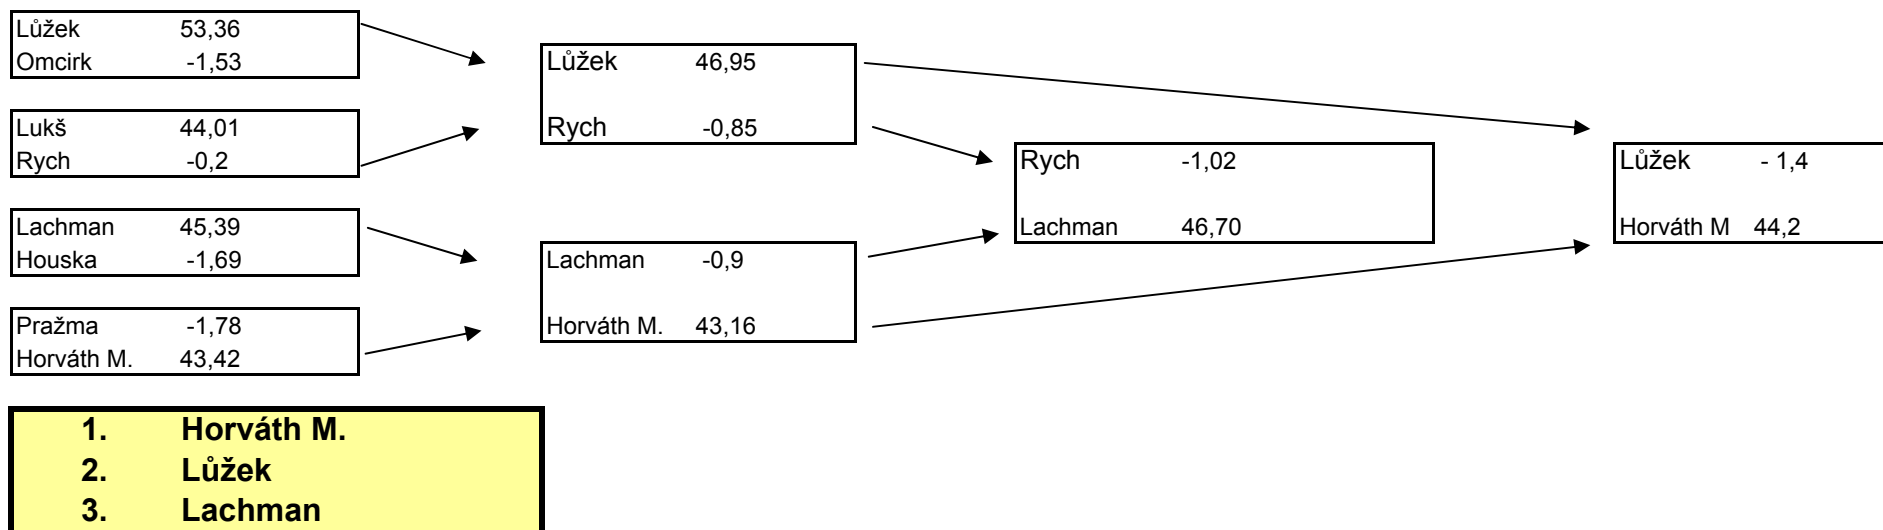 Lůžek 53,36
Omcirk -1,53
Lukš 44,01
Rych -0,2
Lachman 45,39
Houska -1,69
Pražma -1,78
Horváth M. 43,42
Lůžek 46,95
Rych -0,85
Lachman -0,9
Horváth M. 43,16
Rych -1,02
Lachman 46,70
Lůžek - 1,4
Horváth M 44,2
1. Horváth M.
2. Lůžek
3. Lachman